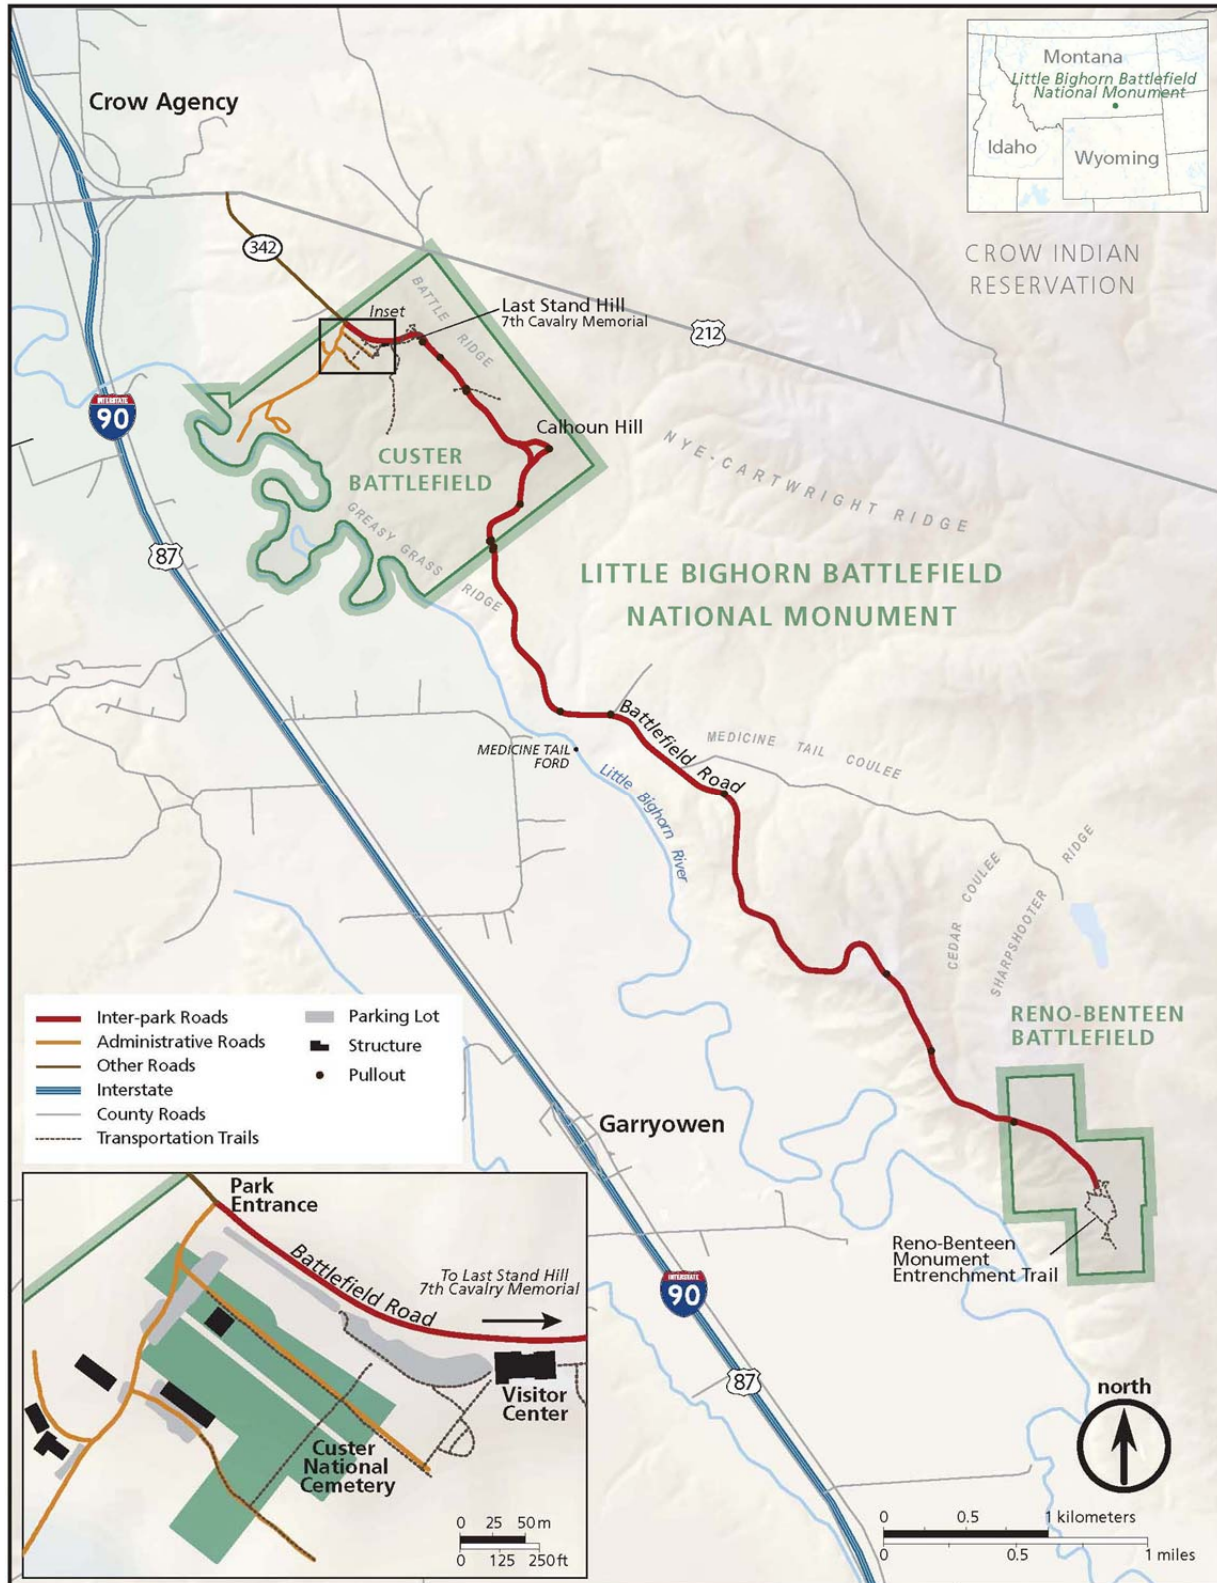 Crow Agency
Montana
Little Bighorn Battlefield
National Monument
Idaho
Wyoming
342
CROW INDIAN
RESERVATION
BATTLE RIDGE
Inset
Last Stand Hill
7th Cavalry Memorial
212
INTERSTATE
90
Calhoun Hill
CUSTER
BATTLEFIELD
NYE-CARTWRIGHT RIDGE
GREASY GRASS RIDGE
87
LITTLE BIGHORN BATTLEFIELD
NATIONAL MONUMENT
Battlefield Road
MEDICINE TAIL COULEE
MEDICINE TAIL
FORD
Little Bighorn River
CEDAR COULEE
SHARPSHOOTER RIDGE
RENO-BENTEEN
BATTLEFIELD
Inter-park Roads
Administrative Roads
Other Roads
Interstate
County Roads
Transportation Trails
Parking Lot
Structure
Pullout
Garryowen
Reno-Benteen
Monument
Entrenchment Trail
INTERSTATE
90
87
Park
Entrance
Battlefield Road
To Last Stand Hill
7th Cavalry Memorial
Visitor
Center
Custer
National
Cemetery
0 25 50 m
0 125 250 ft
north
0 0.5 1 kilometers
0 0.5 1 miles